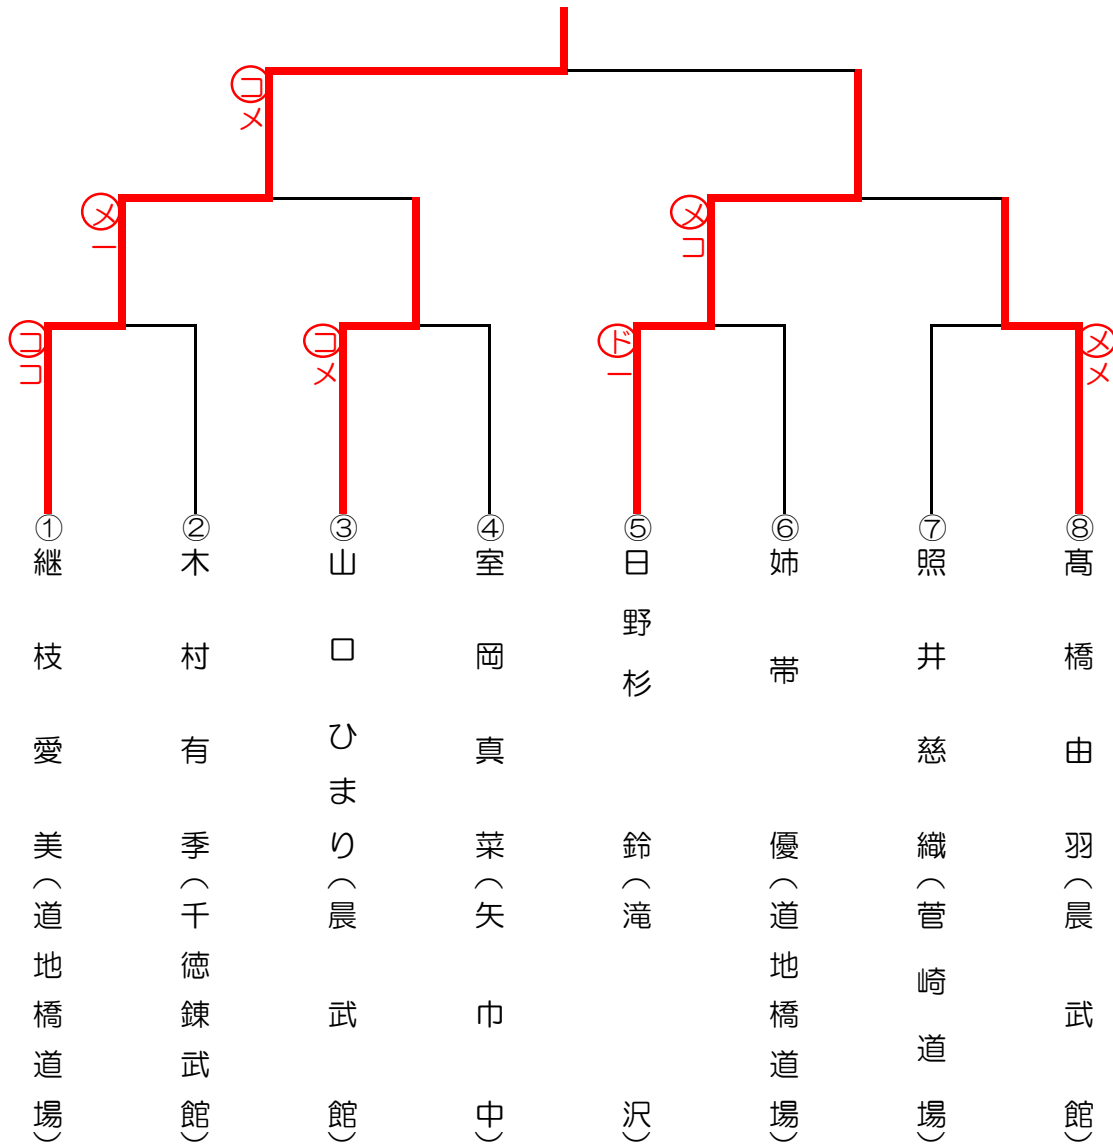 コメ
メー
メコ
ココ
コメ
ドー
メメ
①継枝愛美(道地橋道場)
②木村有季(千徳錬武館)
③山口ひまり(晨武館)
④室岡真菜(矢巾中)
⑤日野杉鈴(滝沢)
⑥姉帯優(道地橋道場)
⑦照井慈織(菅崎道場)
⑧髙橋由羽(晨武館)